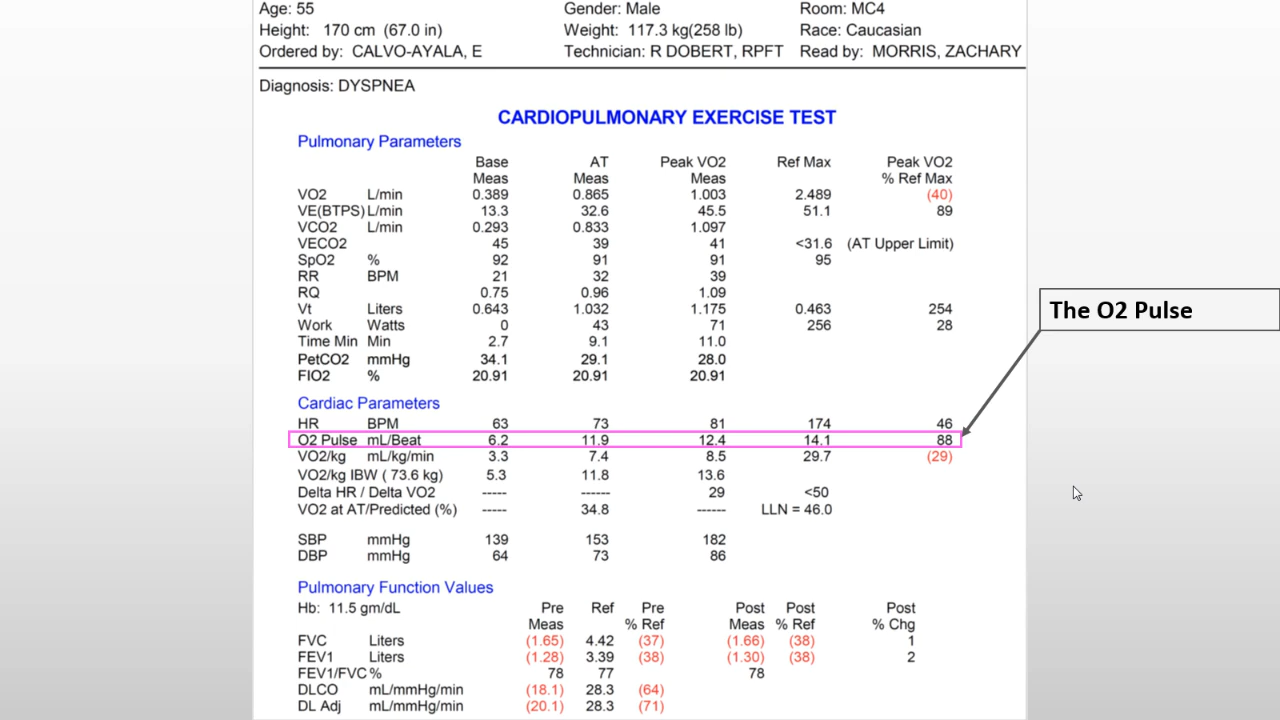 Age: 55 Gender: Male Room: MC4
Height: 170 cm (67.0 in) Weight: 117.3 kg(258 lb) Race: Caucasian
Ordered by: CALVO-AYALA, E Technician: R DOBERT, RPFT Read by: MORRIS, ZACHARY
Diagnosis: DYSPNEA
CARDIOPULMONARY EXERCISE TEST
Pulmonary Parameters
Base AT Peak VO2 Ref Max Peak VO2
Meas Meas Meas % Ref Max
VO2 L/min 0.389 0.865 1.003 2.489 (40)
VE(BTPS) L/min 13.3 32.6 45.5 51.1 89
VCO2 L/min 0.293 0.833 1.097
VECO2 45 39 41 <31.6 (AT Upper Limit)
SpO2 % 92 91 91 95
RR BPM 21 32 39
RQ 0.75 0.96 1.09
Vt Liters 0.643 1.032 1.175 0.463 254
Work Watts 0 43 71 256 28
Time Min Min 2.7 9.1 11.0
PetCO2 mmHg 34.1 29.1 28.0
FIO2 % 20.91 20.91 20.91
The O2 Pulse
Cardiac Parameters
HR BPM 63 73 81 174 46
O2 Pulse mL/Beat 6.2 11.9 12.4 14.1 88
VO2/kg mL/kg/min 3.3 7.4 8.5 29.7 (29)
VO2/kg IBW ( 73.6 kg) 5.3 11.8 13.6
Delta HR / Delta VO2 ----- ------ 29 <50
VO2 at AT/Predicted (%) ----- 34.8 ------ LLN = 46.0
SBP mmHg 139 153 182
DBP mmHg 64 73 86
Pulmonary Function Values
Hb: 11.5 gm/dL Pre Ref Pre Post Post Post
Meas % Ref Meas % Ref % Chg
FVC Liters (1.65) 4.42 (37) (1.66) (38) 1
FEV1 Liters (1.28) 3.39 (38) (1.30) (38) 2
FEV1/FVC % 78 77 78
DLCO mL/mmHg/min (18.1) 28.3 (64)
DL Adj mL/mmHg/min (20.1) 28.3 (71)